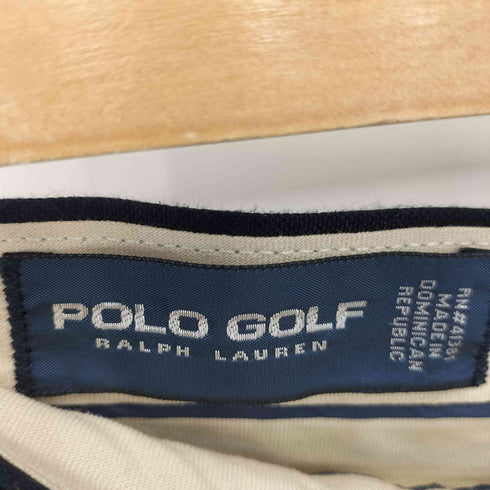 POLO GOLF
RALPH LAUREN
RN#41381
MADE IN
DOMINICAN
REPUBLIC